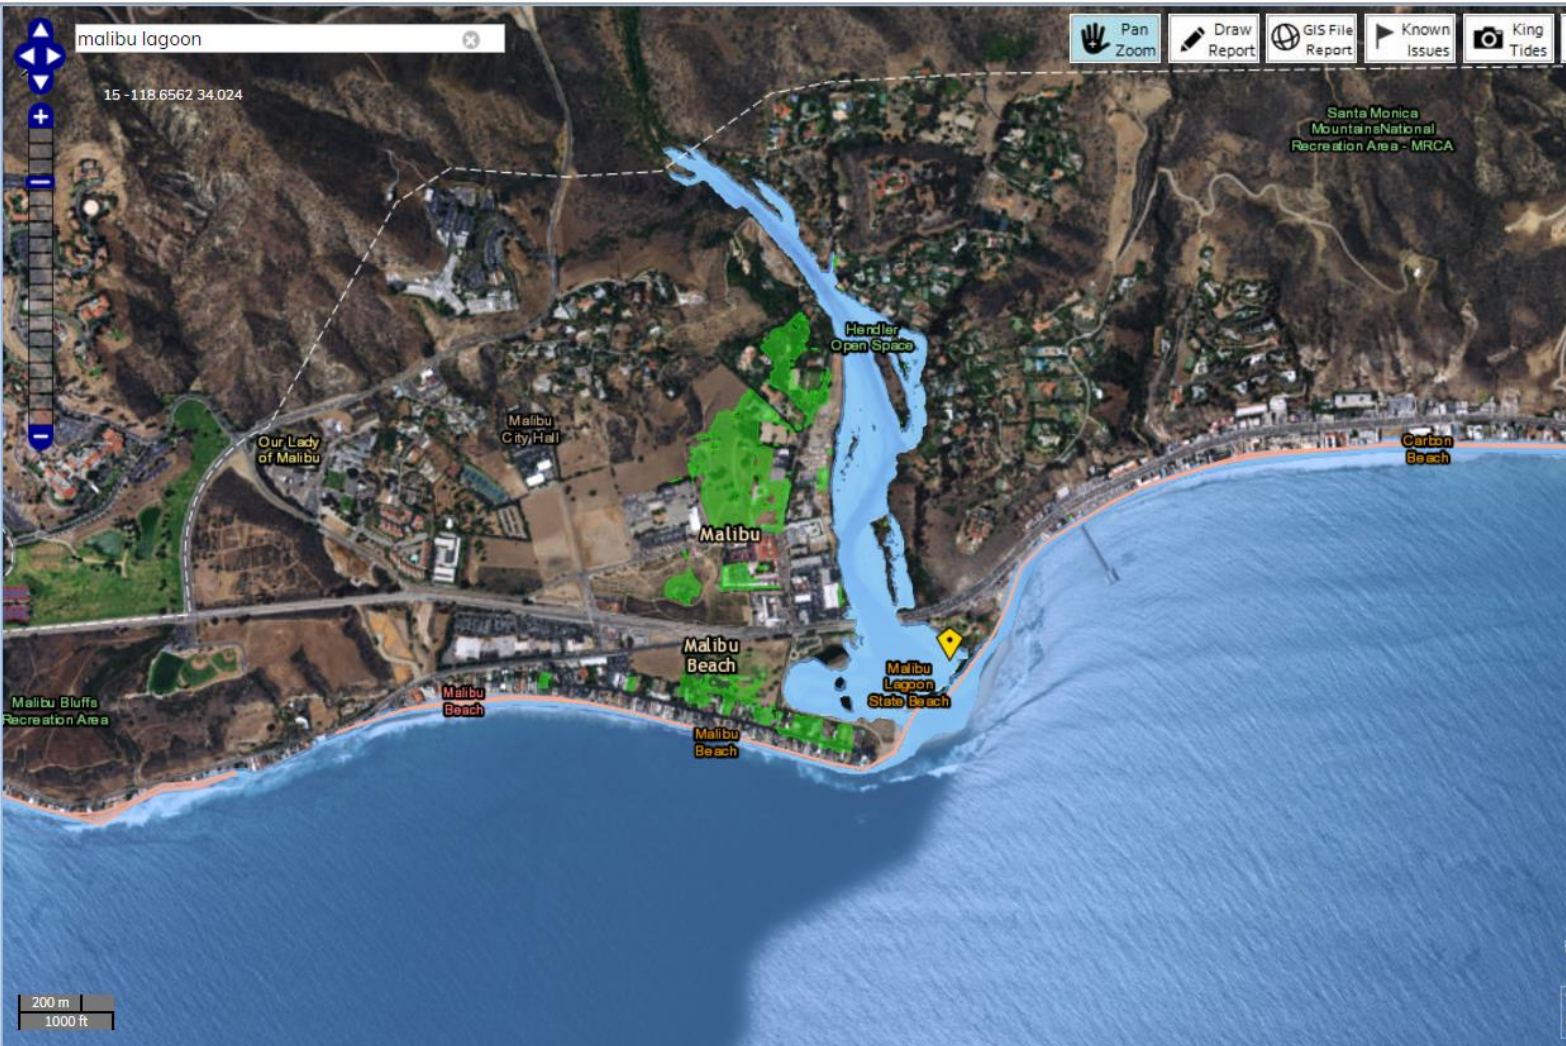 malibu lagoon
Pan
Zoom
Draw
Report
GIS File
Report
Known
Issues
King
Tides
15 -118.6562 34.024
Santa Monica
MountainsNational
Recreation Area - MRCA
Hendler
Open Space
Malibu
City Hall
Our Lady
of Malibu
Carbon
Beach
Malibu
Malibu
Beach
Malibu
Lagoon
State Beach
Malibu
Beach
Malibu Bluffs
Recreation Area
Malibu
Beach
200 m
1000 ft